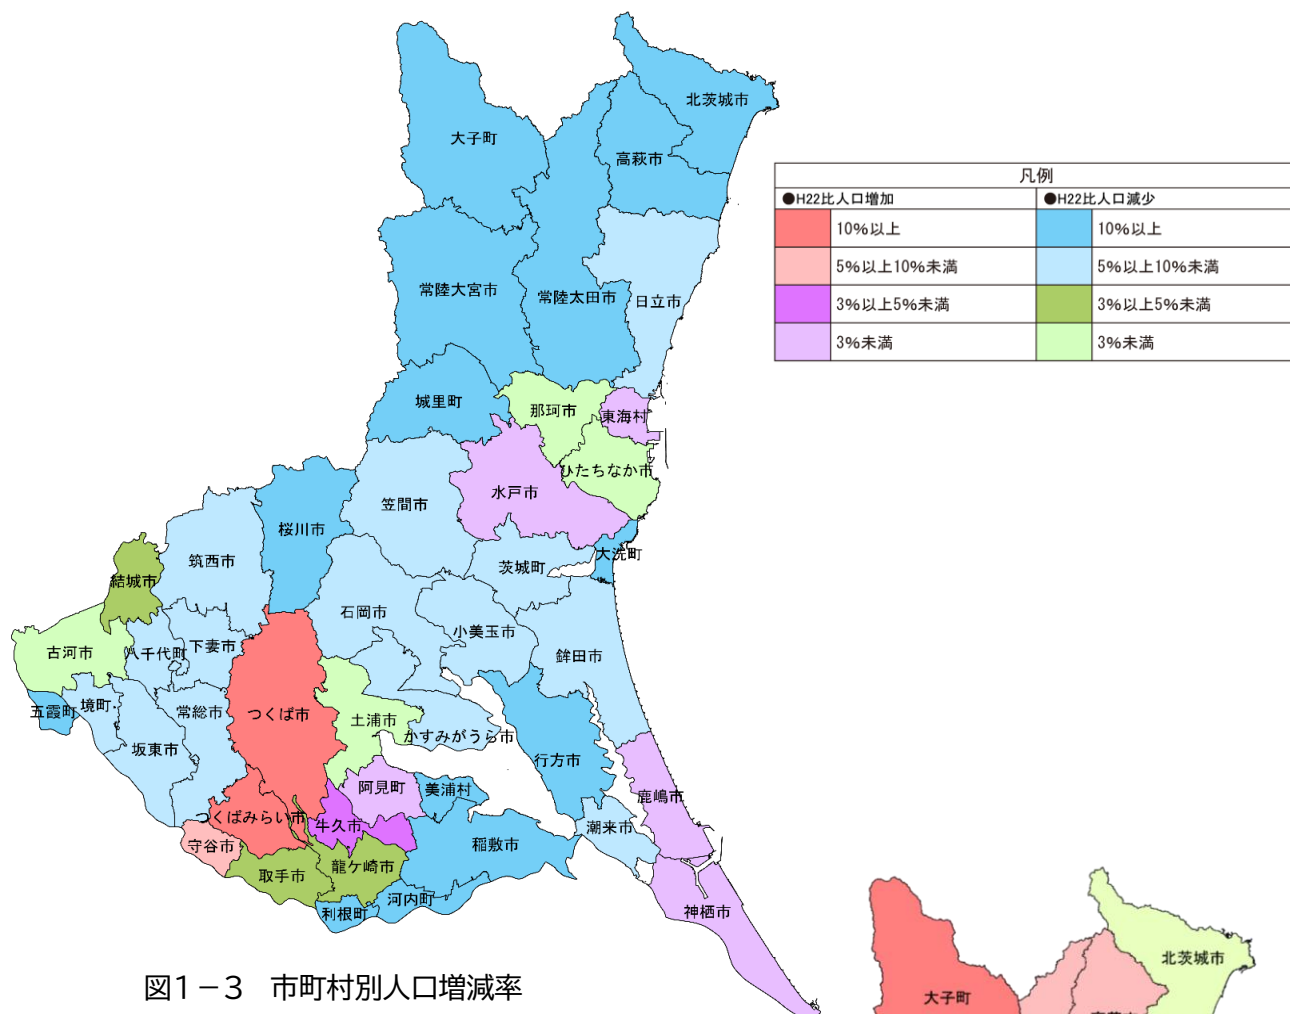 北茨城市
大子町
高萩市
凡例
●H22比人口増加 ●H22比人口減少
10%以上 10%以上
5%以上10%未満 5%以上10%未満
3%以上5%未満 3%以上5%未満
3%未満 3%未満
常陸大宮市
常陸太田市
日立市
城里町
那珂市
東海村
ひたちなか市
水戸市
笠間市
桜川市
筑西市
大洗町
茨城町
結城市
石岡市
小美玉市
下妻市
八千代町
古河市
鉾田市
五霞町
境町
常総市
つくば市
土浦市
かすみがうら市
坂東市
行方市
阿見町
美浦村
鹿嶋市
つくばみらい市
牛久市
潮来市
守谷市
稲敷市
龍ケ崎市
取手市
河内町
利根町
神栖市
図1-3 市町村別人口増減率
北茨城市
大子町